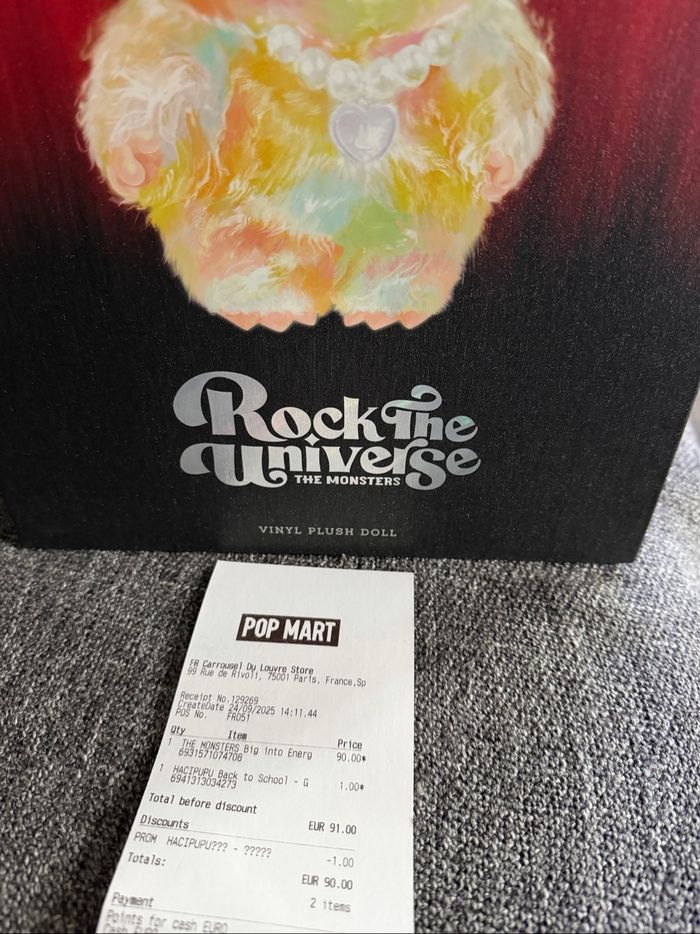 Rock The
Universe
THE MONSTERS
VINYL PLUSH DOLL
POP MART
FR Carrousel Du Louvre Store
99 Rue de Rivoli, 75001 Paris, France,Sp
Receipt No.129269
CreateDate 24/09/2025 14:11.44
POS No. FR051
Qty Item Price
1 THE MONSTERS Big into Energ 90.00*
6931571074708
1 HACIPUPU Back to School - G 1.00*
6941313034273
Total before discount EUR 91.00
Discounts
PROM HACIPUPU??? - ????? -1.00
Totals: EUR 90.00
2 items
Payment
Points for cash EURO
Cash EURO